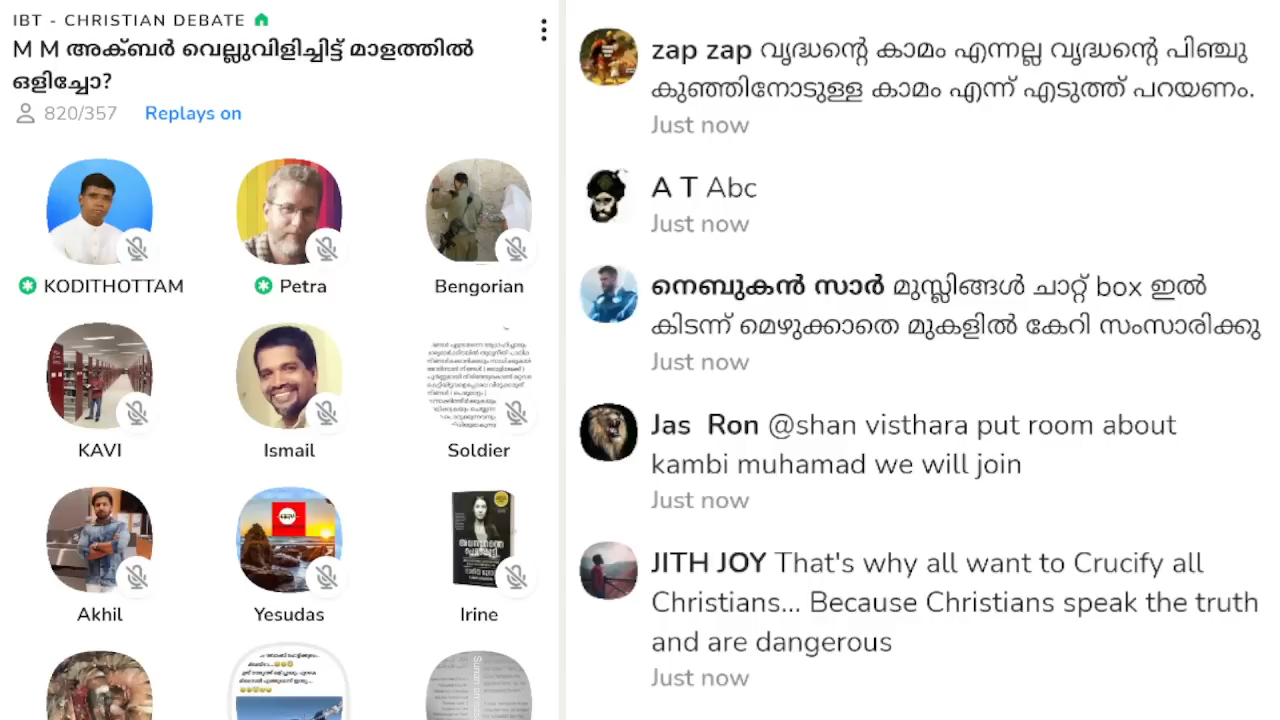 IBT - CHRISTIAN DEBATE
M M അക്ബർ വെല്ലുവിളിച്ചിട്ട് മാളത്തിൽ
ഒളിച്ചോ?
820/357 Replays on
KODITHOTTAM
Petra
Bengorian
KAVI
Ismail
Soldier
Akhil
Yesudas
Irine
zap zap വൃദ്ധന്റെ കാമം എന്നല്ല വൃദ്ധന്റെ പിഞ്ചു
കുഞ്ഞിനോടുള്ള കാമം എന്ന് എടുത്ത് പറയണം.
Just now
A T Abc
Just now
നെബുകൻ സാർ മുസ്ലിങ്ങൾ ചാറ്റ് box ഇൽ
കിടന്ന് മെഴുക്കാതെ മുകളിൽ കേറി സംസാരിക്കു
Just now
Jas Ron @shan visthara put room about
kambi muhamad we will join
Just now
JITH JOY That's why all want to Crucify all
Christians... Because Christians speak the truth
and are dangerous
Just now